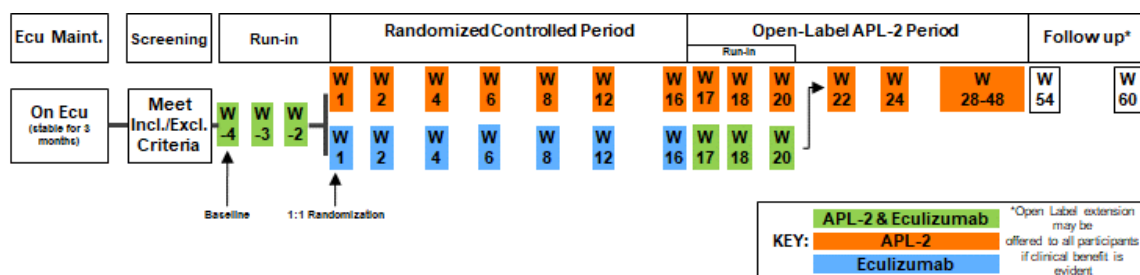 Ecu Maint.
Screening
Run-in
Randomized Controlled Period
Open-Label APL-2 Period
Follow up*
Run-in
On Ecu
(stable for 3
months)
Meet
Incl./Excl.
Criteria
W
-4
W
-3
W
-2
W
1
W
2
W
4
W
6
W
8
W
12
W
16
W
17
W
18
W
20
W
22
W
24
W
28-48
W
54
W
60
W
1
W
2
W
4
W
6
W
8
W
12
W
16
W
17
W
18
W
20
Baseline
1:1 Randomization
KEY:
APL-2 & Eculizumab
APL-2
Eculizumab
*Open Label extension
may be
offered to all participants
if clinical benefit is
evident